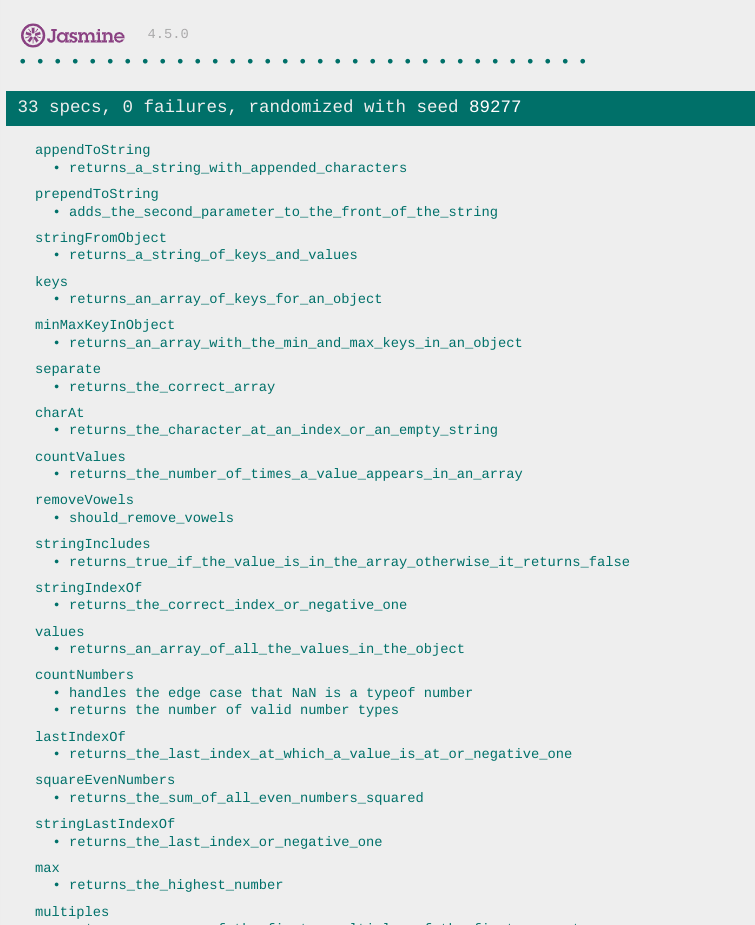 Jasmine 4.5.0
33 specs, 0 failures, randomized with seed 89277
appendToString
• returns_a_string_with_appended_characters
prependToString
• adds_the_second_parameter_to_the_front_of_the_string
stringFromObject
• returns_a_string_of_keys_and_values
keys
• returns_an_array_of_keys_for_an_object
minMaxKeyInObject
• returns_an_array_with_the_min_and_max_keys_in_an_object
separate
• returns_the_correct_array
charAt
• returns_the_character_at_an_index_or_an_empty_string
countValues
• returns_the_number_of_times_a_value_appears_in_an_array
removeVowels
• should_remove_vowels
stringIncludes
• returns_true_if_the_value_is_in_the_array_otherwise_it_returns_false
stringIndexOf
• returns_the_correct_index_or_negative_one
values
• returns_an_array_of_all_the_values_in_the_object
countNumbers
• handles the edge case that NaN is a typeof number
• returns the number of valid number types
lastIndexOf
• returns_the_last_index_at_which_a_value_is_at_or_negative_one
squareEvenNumbers
• returns_the_sum_of_all_even_numbers_squared
stringLastIndexOf
• returns_the_last_index_or_negative_one
max
• returns_the_highest_number
multiples